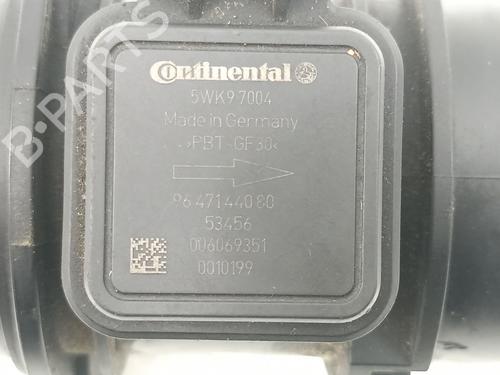 Continental
5WK9 7004
Made in Germany
>PBT-GF30<
96 471 440 80
53456
006069351
0010199
B-PARTS